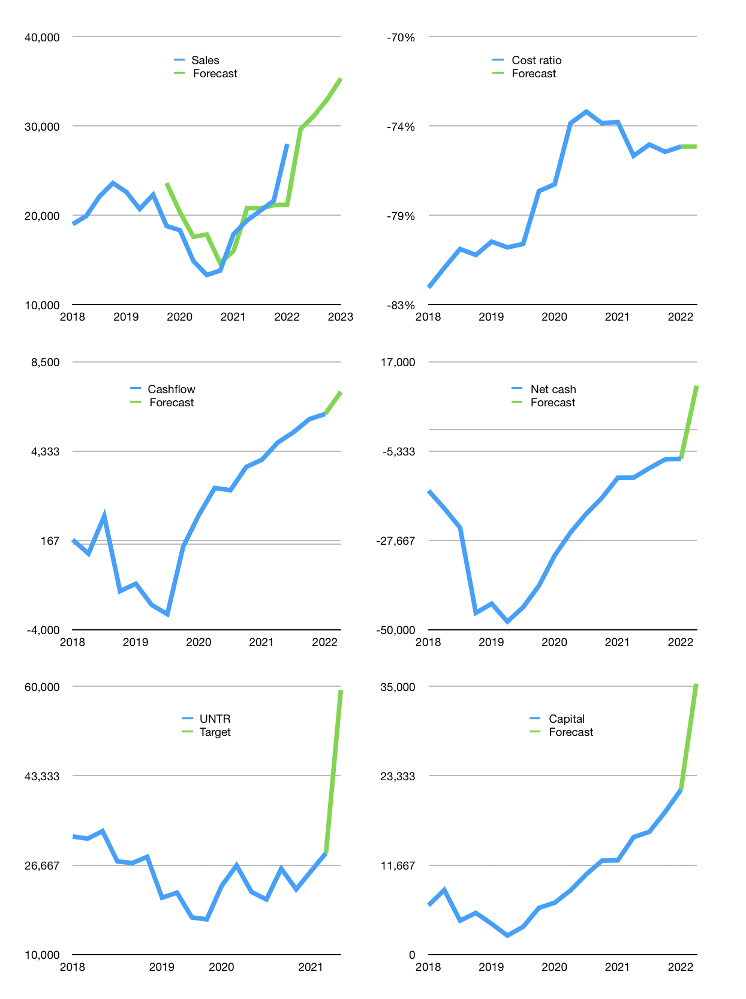 40,000
Sales
Forecast
30,000
20,000
10,000
2018 2019 2020 2021 2022 2023
-70%
Cost ratio
Forecast
-74%
-79%
-83%
2018 2019 2020 2021 2022
8,500
Cashflow
Forecast
4,333
167
-4,000
2018 2019 2020 2021 2022
17,000
Net cash
Forecast
-5,333
-27,667
-50,000
2018 2019 2020 2021 2022
60,000
UNTR
Target
43,333
26,667
10,000
2018 2019 2020 2021
35,000
Capital
Forecast
23,333
11,667
0
2018 2019 2020 2021 2022